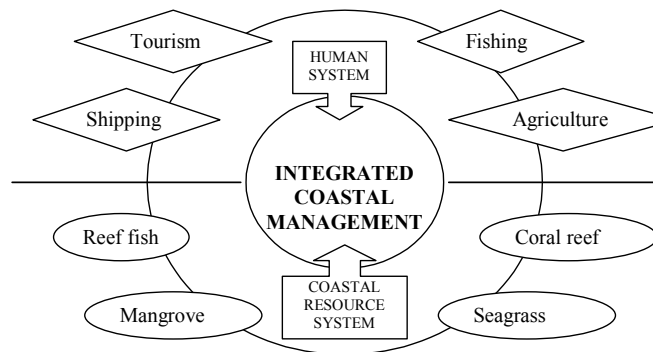 Tourism
Fishing
HUMAN
SYSTEM
Shipping
Agriculture
INTEGRATED
COASTAL
MANAGEMENT
Reef fish
Coral reef
COASTAL
RESOURCE
SYSTEM
Mangrove
Seagrass